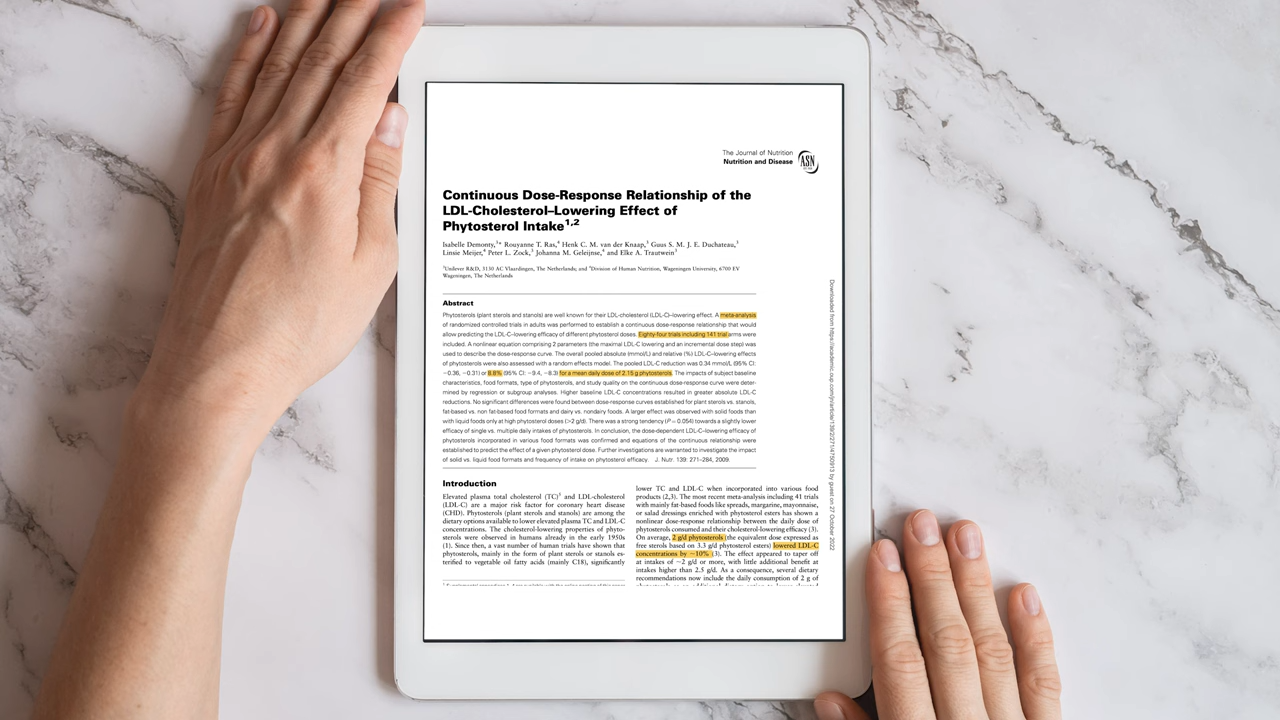 The Journal of Nutrition
Nutrition and Disease
ASN
Continuous Dose-Response Relationship of the
LDL-Cholesterol–Lowering Effect of
Phytosterol Intake1,2
Isabelle Demonty,3* Rouyanne T. Ras,4 Henk C. M. van der Knaap,3 Guus S. M. J. E. Duchateau,3
Linsie Meijer,4 Peter L. Zock,3 Johanna M. Geleijnse,4 and Elke A. Trautwein3
3Unilever R&D, 3130 AC Vlaardingen, The Netherlands; and 4Division of Human Nutrition, Wageningen University, 6700 EV
Wageningen, The Netherlands
Abstract
Phytosterols (plant sterols and stanols) are well known for their LDL-cholesterol (LDL-C)–lowering effect. A meta-analysis
of randomized controlled trials in adults was performed to establish a continuous dose-response relationship that would
allow predicting the LDL-C–lowering efficacy of different phytosterol doses. Eighty-four trials including 141 trial arms were
included. A nonlinear equation comprising 2 parameters (the maximal LDL-C lowering and an incremental dose step) was
used to describe the dose-response curve. The overall pooled absolute (mmol/L) and relative (%) LDL-C–lowering effects
of phytosterols were also assessed with a random effects model. The pooled LDL-C reduction was 0.34 mmol/L (95% CI:
−0.36, −0.31) or 8.8% (95% CI: −9.4, −8.3) for a mean daily dose of 2.15 g phytosterols. The impacts of subject baseline
characteristics, food formats, type of phytosterols, and study quality on the continuous dose-response curve were deter-
mined by regression or subgroup analyses. Higher baseline LDL-C concentrations resulted in greater absolute LDL-C
reductions. No significant differences were found between dose-response curves established for plant sterols vs. stanols,
fat-based vs. non fat-based food formats and dairy vs. nondairy foods. A larger effect was observed with solid foods than
with liquid foods only at high phytosterol doses (>2 g/d). There was a strong tendency (P = 0.054) towards a slightly lower
efficacy of single vs. multiple daily intakes of phytosterols. In conclusion, the dose-dependent LDL-C–lowering efficacy of
phytosterols incorporated in various food formats was confirmed and equations of the continuous relationship were
established to predict the effect of a given phytosterol dose. Further investigations are warranted to investigate the impact
of solid vs. liquid food formats and frequency of intake on phytosterol efficacy. J. Nutr. 139: 271–284, 2009.
Introduction
Elevated plasma total cholesterol (TC)5 and LDL-cholesterol
(LDL-C) are a major risk factor for coronary heart disease
(CHD). Phytosterols (plant sterols and stanols) are among the
dietary options available to lower elevated plasma TC and LDL-C
concentrations. The cholesterol-lowering properties of phyto-
sterols were observed in humans already in the early 1950s
(1). Since then, a vast number of human trials have shown that
phytosterols, mainly in the form of plant sterols or stanols es-
terified to vegetable oil fatty acids (mainly C18), significantly
lower TC and LDL-C when incorporated into various food
products (2,3). The most recent meta-analysis including 41 trials
with mainly fat-based foods like spreads, margarine, mayonnaise,
or salad dressings enriched with phytosterol esters has shown a
nonlinear dose-response relationship between the daily dose of
phytosterols consumed and their cholesterol-lowering efficacy (3).
On average, 2 g/d phytosterols (the equivalent dose expressed as
free sterols based on 3.3 g/d phytosterol esters) lowered LDL-C
concentrations by ~10% (3). The effect appeared to taper off
at intakes of ~2 g/d or more, with little additional benefit at
intakes higher than 2.5 g/d. As a consequence, several dietary
recommendations now include the daily consumption of 2 g of
Downloaded from https://academic.oup.com/jn/article/139/2/271/4750913 by guest on 27 October 2022